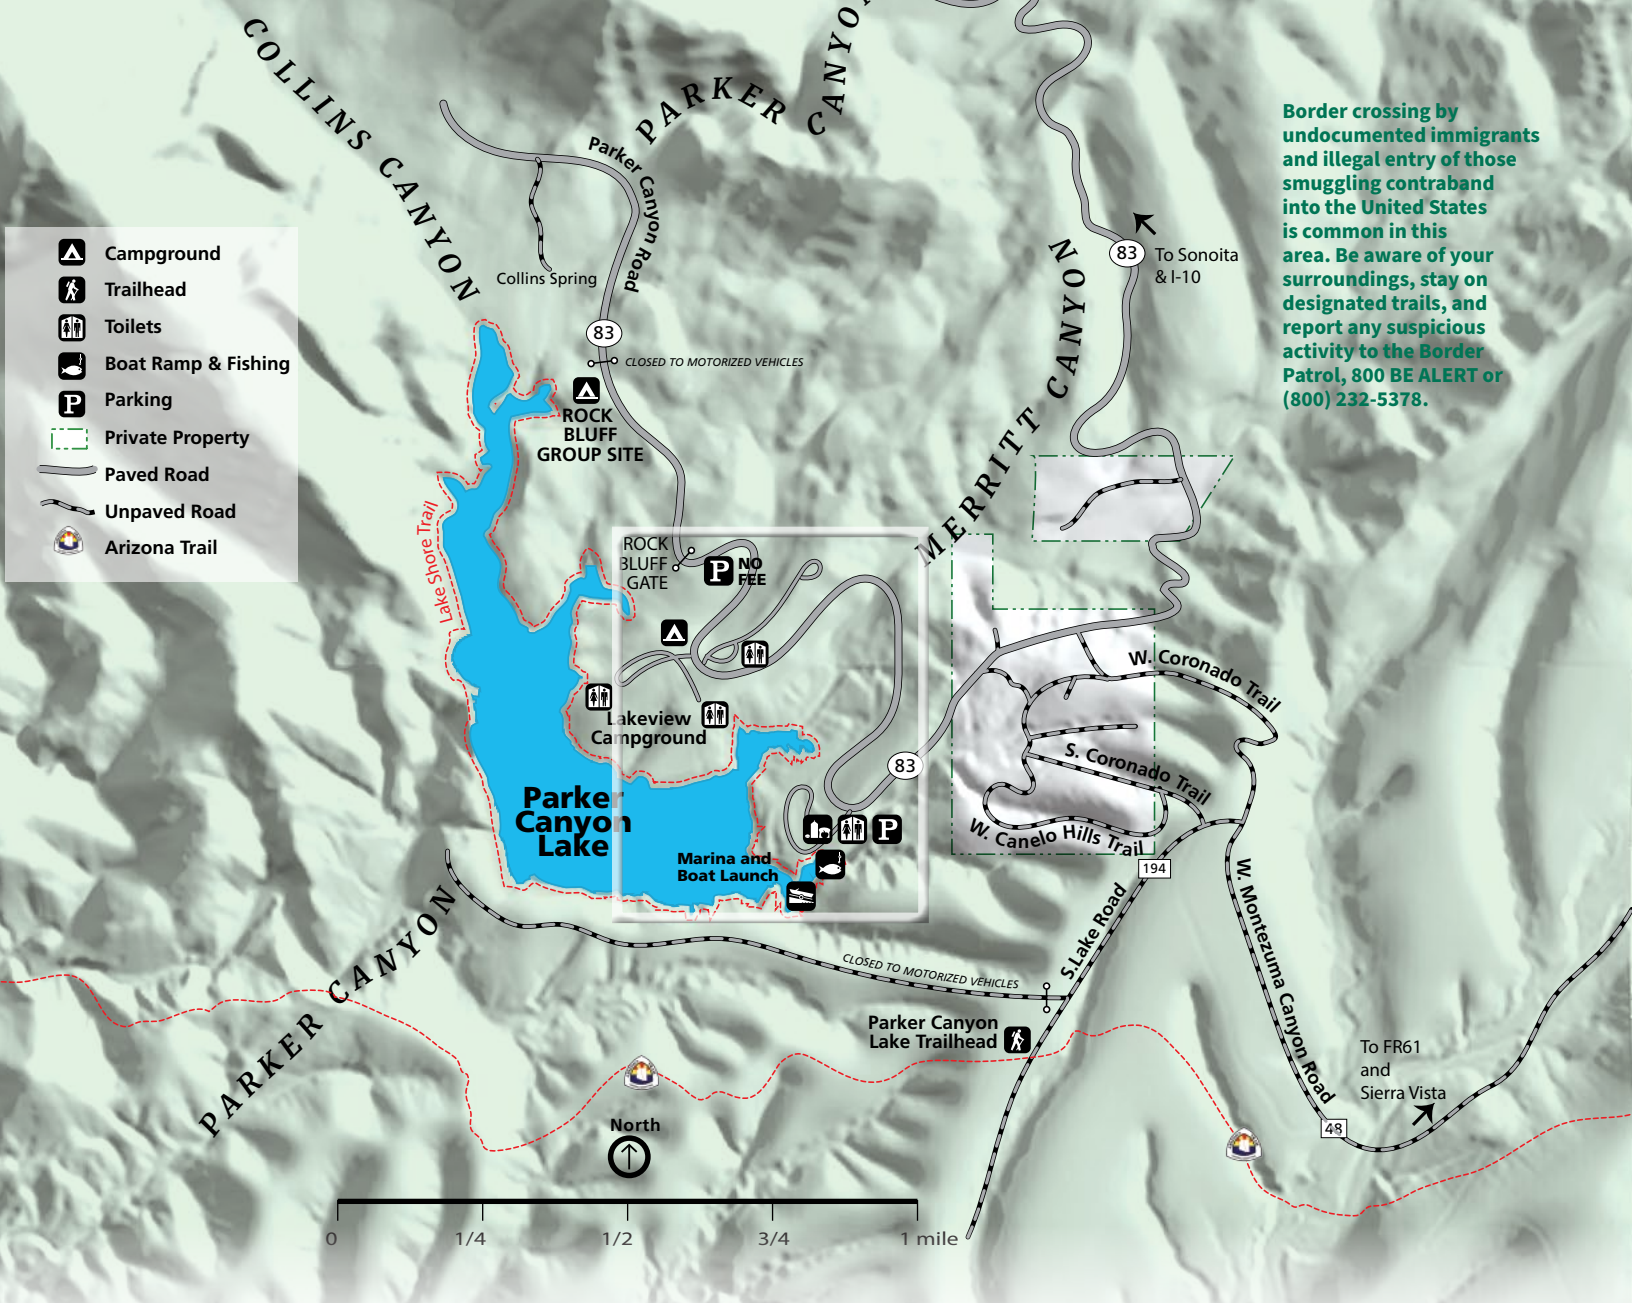 COLLINS CANYON
PARKER CANYON
Parker Canyon Road
Border crossing by
undocumented immigrants
and illegal entry of those
smuggling contraband
into the United States
is common in this
area. Be aware of your
surroundings, stay on
designated trails, and
report any suspicious
activity to the Border
Patrol, 800 BE ALERT or
(800) 232-5378.
83
To Sonoita
& I-10
Campground
Trailhead
Toilets
Boat Ramp & Fishing
P
Parking
Private Property
Paved Road
Unpaved Road
Arizona Trail
Collins Spring
83
CLOSED TO MOTORIZED VEHICLES
ROCK
BLUFF
GROUP SITE
MERRITT CANYON
Lake Shore Trail
ROCK
BLUFF
GATE
P
NO
FEE
Lakeview
Campground
W. Coronado Trail
S. Coronado Trail
W. Canelo Hills Trail
83
Parker
Canyon
Lake
P
Marina and
Boat Launch
194
S.Lake Road
W. Montezuma Canyon Road
PARKER CANYON
CLOSED TO MOTORIZED VEHICLES
Parker Canyon
Lake Trailhead
To FR61
and
Sierra Vista
48
North
0
1/4
1/2
3/4
1 mile